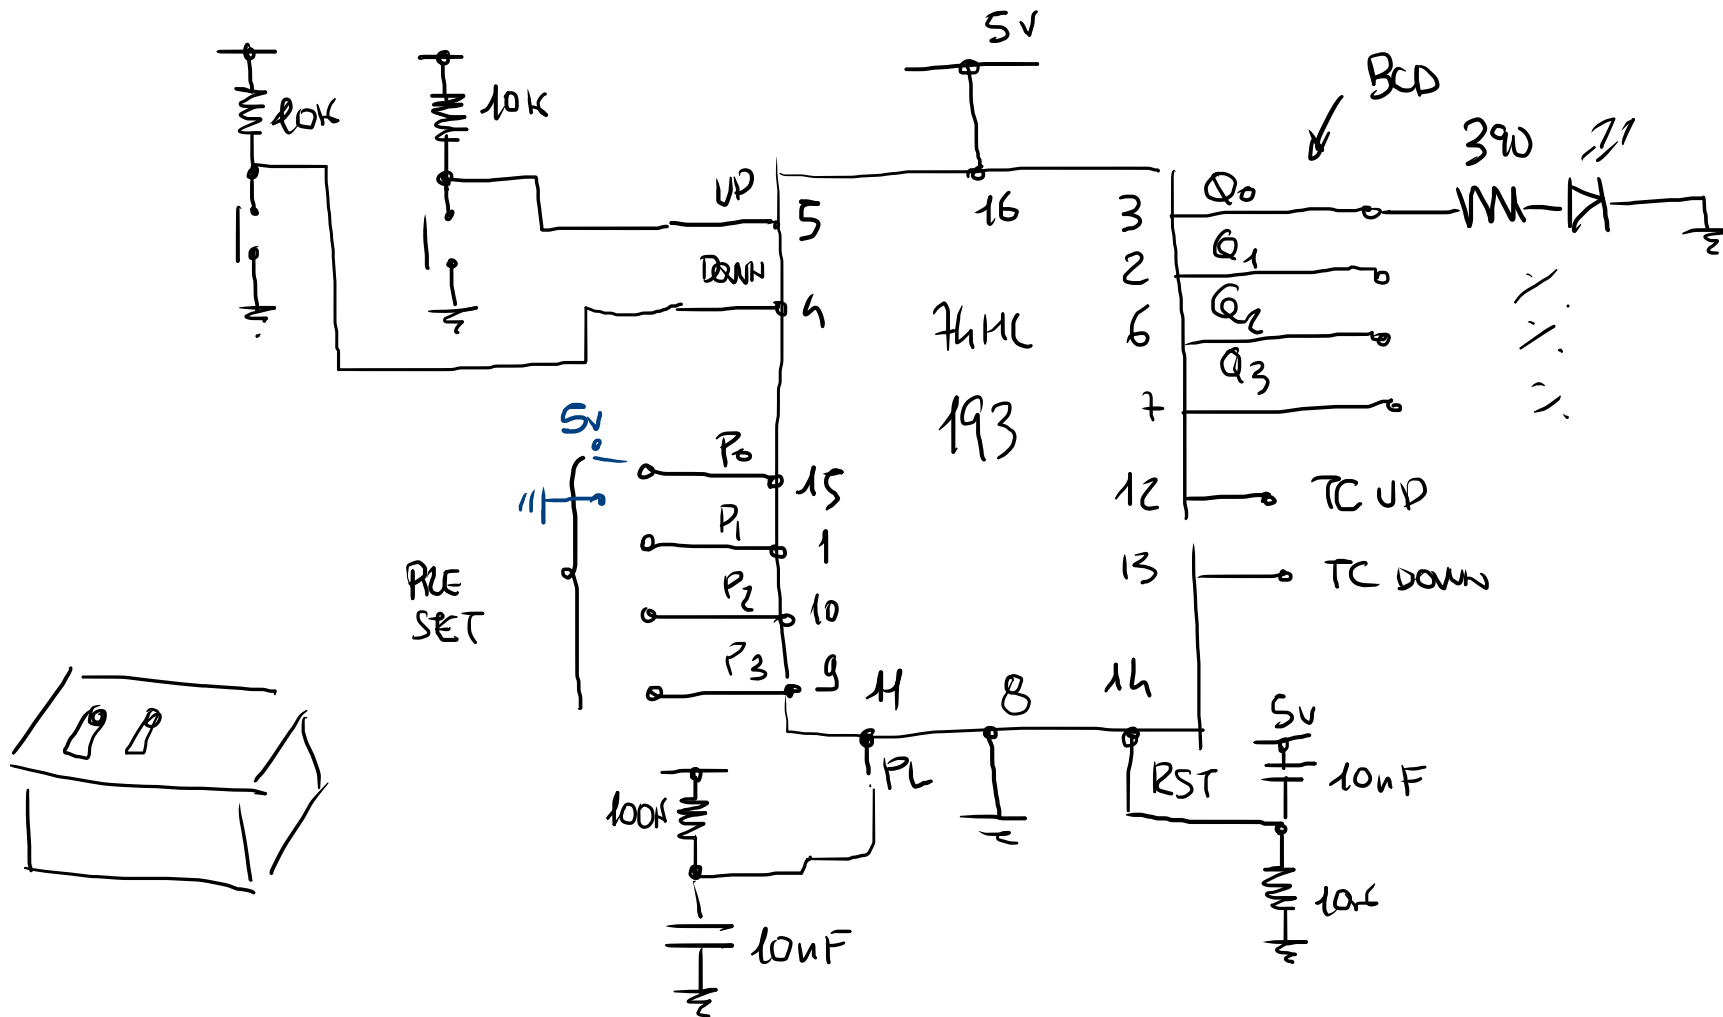 5V
BCD
10K
10K
390
UP
5
16
3
Q0
DOWN
4
2
Q1
74HC
6
Q2
193
7
Q3
5V
P0
15
12
TC UP
P1
1
13
TC DOWN
PRE
SET
P2
10
P3
9
11
8
14
5V
PL
RST
10nF
100K
10K
10nF